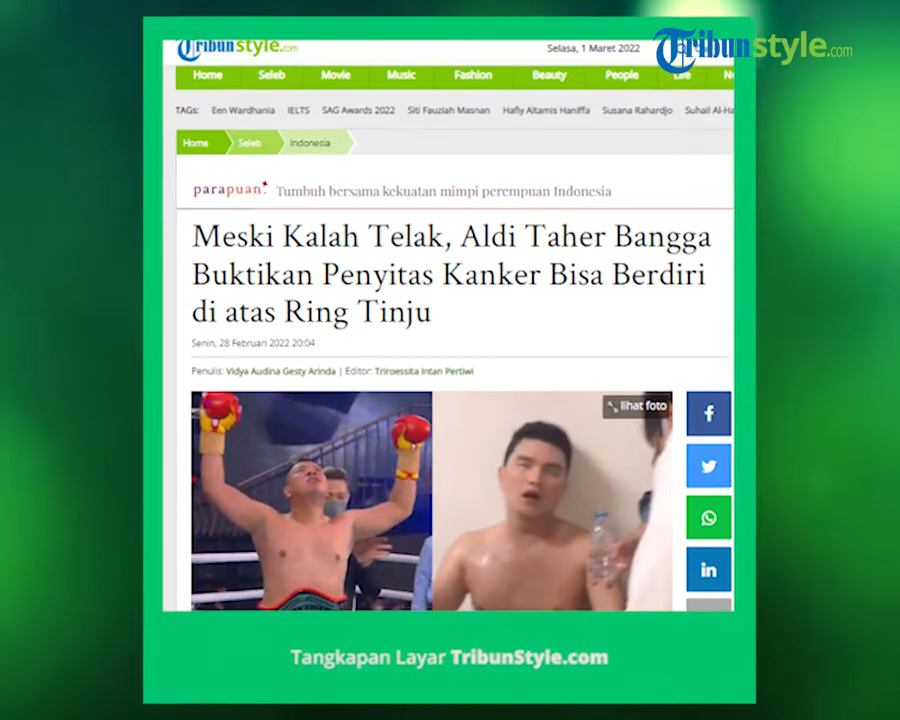 Tribunstyle.com
Selasa, 1 Maret 2022
Tribunstyle.com
Home Seleb Movie Music Fashion Beauty People Life
TAGs: Een Wardhania IELTS SAG Awards 2022 Siti Fauziah Masnan Hafly Altamis Haniffa Susana Rahardjo Suhail Al-Ha
Home Seleb Indonesia
parapuan. Tumbuh bersama kekuatan mimpi perempuan Indonesia
Meski Kalah Telak, Aldi Taher Bangga
Buktikan Penyitas Kanker Bisa Berdiri
di atas Ring Tinju
Senin, 28 Februari 2022 20:04
Penulis: Vidya Audina Gesty Arinda | Editor: Triroessita Intan Pertiwi
lihat foto
Tangkapan Layar TribunStyle.com